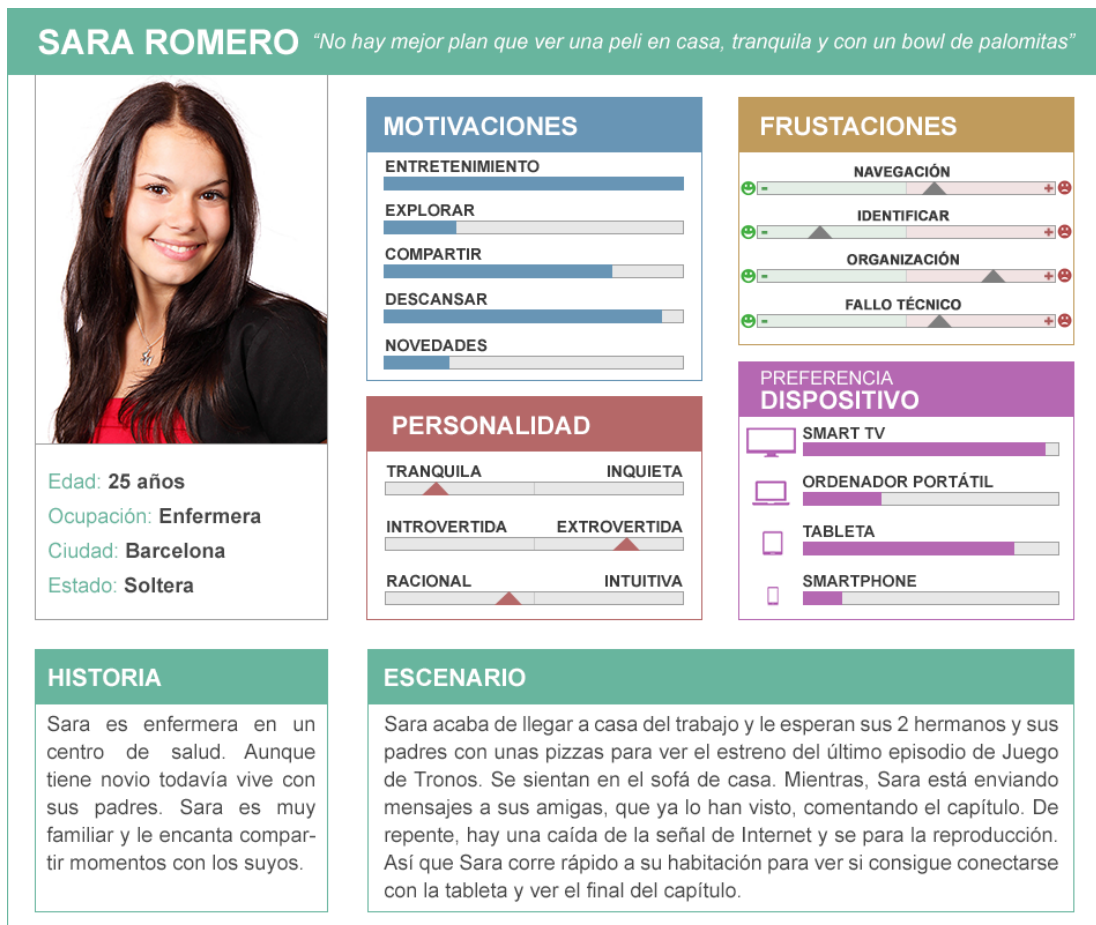 SARA ROMERO “No hay mejor plan que ver una peli en casa, tranquila y con un bowl de palomitas”
Edad: 25 años
Ocupación: Enfermera
Ciudad: Barcelona
Estado: Soltera
MOTIVACIONES
ENTRETENIMIENTO
EXPLORAR
COMPARTIR
DESCANSAR
NOVEDADES
PERSONALIDAD
TRANQUILA INQUIETA
INTROVERTIDA EXTROVERTIDA
RACIONAL INTUITIVA
FRUSTACIONES
NAVEGACIÓN
- +
IDENTIFICAR
- +
ORGANIZACIÓN
- +
FALLO TÉCNICO
- +
PREFERENCIA
DISPOSITIVO
SMART TV
ORDENADOR PORTÁTIL
TABLETA
SMARTPHONE
HISTORIA
Sara es enfermera en un
centro de salud. Aunque
tiene novio todavía vive con
sus padres. Sara es muy
familiar y le encanta compar-
tir momentos con los suyos.
ESCENARIO
Sara acaba de llegar a casa del trabajo y le esperan sus 2 hermanos y sus
padres con unas pizzas para ver el estreno del último episodio de Juego
de Tronos. Se sientan en el sofá de casa. Mientras, Sara está enviando
mensajes a sus amigas, que ya lo han visto, comentando el capítulo. De
repente, hay una caída de la señal de Internet y se para la reproducción.
Así que Sara corre rápido a su habitación para ver si consigue conectarse
con la tableta y ver el final del capítulo.